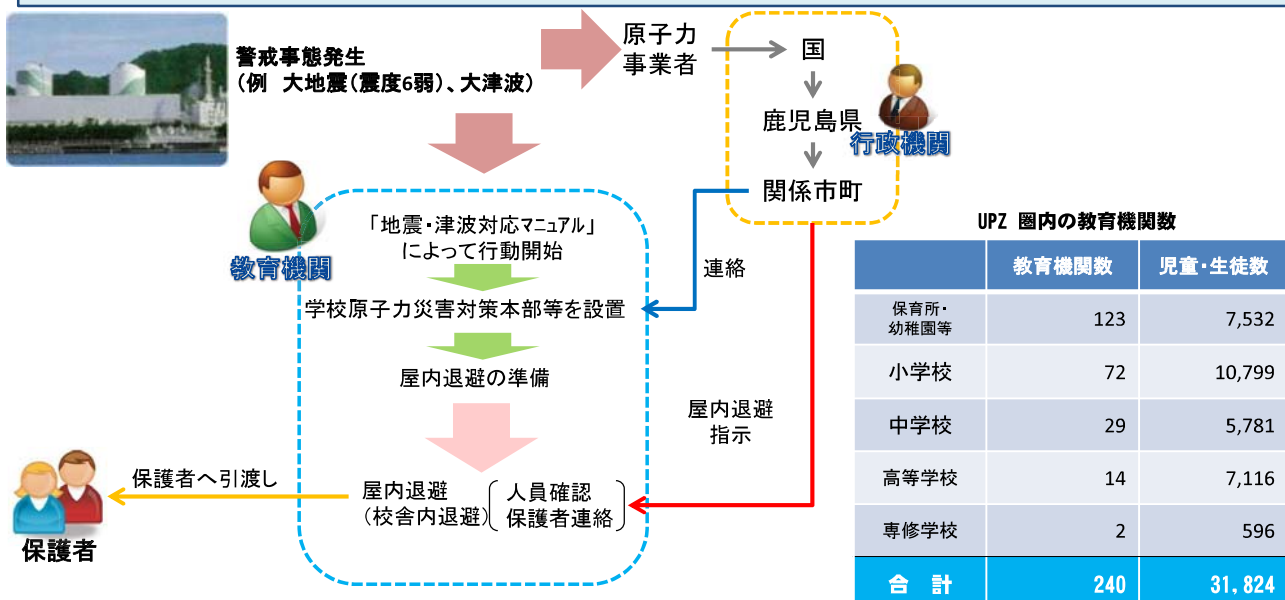 警戒事態発生
(例 大地震(震度6弱)、大津波)
原子力
事業者
国
鹿児島県
行政機関
関係市町
教育機関
「地震・津波対応マニュアル」
によって行動開始
学校原子力災害対策本部等を設置
屋内退避の準備
屋内退避
(校舎内退避)
人員確認
保護者連絡
連絡
屋内退避
指示
保護者へ引渡し
保護者
UPZ 圏内の教育機関数
教育機関数 児童・生徒数
保育所・
幼稚園等 123 7,532
小学校 72 10,799
中学校 29 5,781
高等学校 14 7,116
専修学校 2 596
合 計 240 31,824